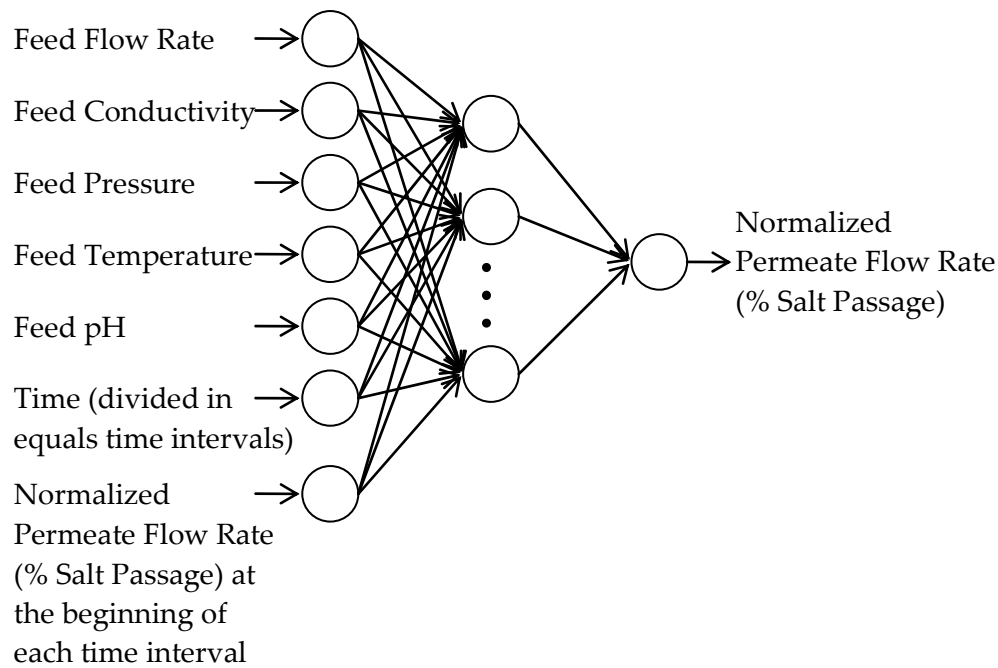 Feed Flow Rate
Feed Conductivity
Feed Pressure
Feed Temperature
Feed pH
Time (divided in
equals time intervals)
Normalized
Permeate Flow Rate
(% Salt Passage) at
the beginning of
each time interval
Normalized
Permeate Flow Rate
(% Salt Passage)